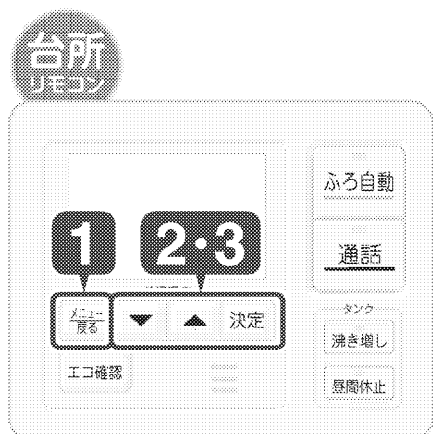 台所
リモコン
ふろ自動
1
2・3
通話
メニュー
戻る
▼ ▲ 決定
タンク
沸き増し
エコ確認
昼間休止